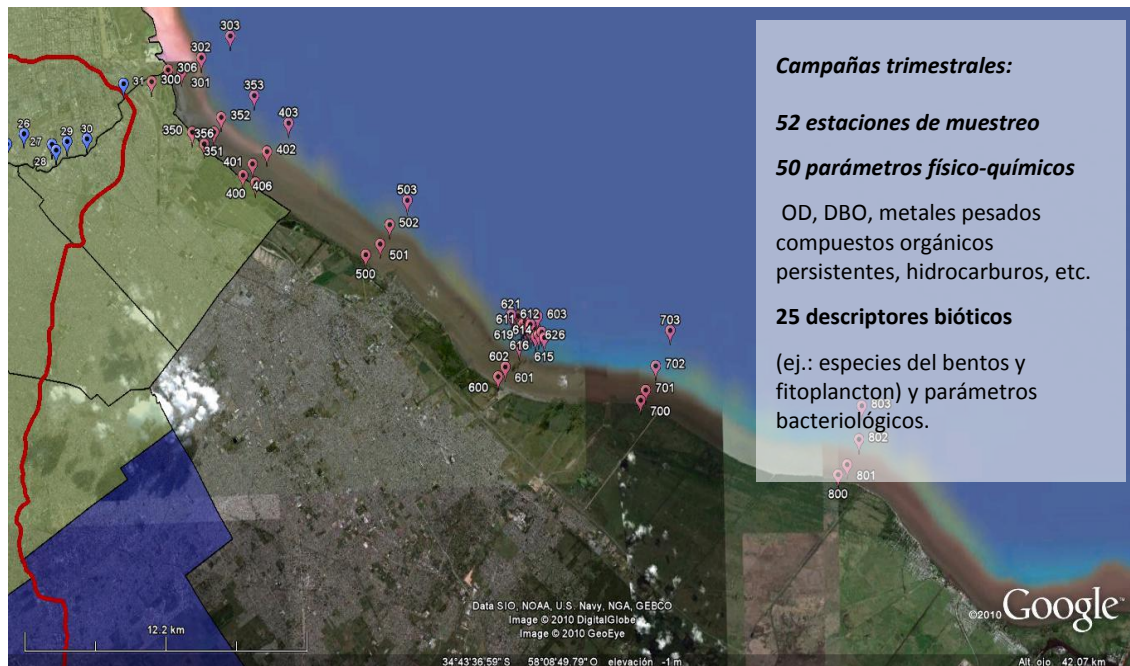 Campañas trimestrales:
52 estaciones de muestreo
50 parámetros físico-químicos
OD, DBO, metales pesados
compuestos orgánicos
persistentes, hidrocarburos, etc.
25 descriptores bióticos
(ej.: especies del bentos y
fitoplancton) y parámetros
bacteriológicos.
303
302
306
31
300
301
353
352
403
26
350
356
27
29
30
351
402
28
401
406
400
503
502
501
500
621
612
603
611
619
614
626
616
615
703
602
601
600
702
701
700
803
802
801
800
12.2 km
Data SIO, NOAA, U.S. Navy, NGA, GEBCO
Image © 2010 DigitalGlobe
Image © 2010 GeoEye
©2010 Google
34°43'36.59" S 58°08'49.79" O elevación -1 m
Alt. ojo 42.07 km